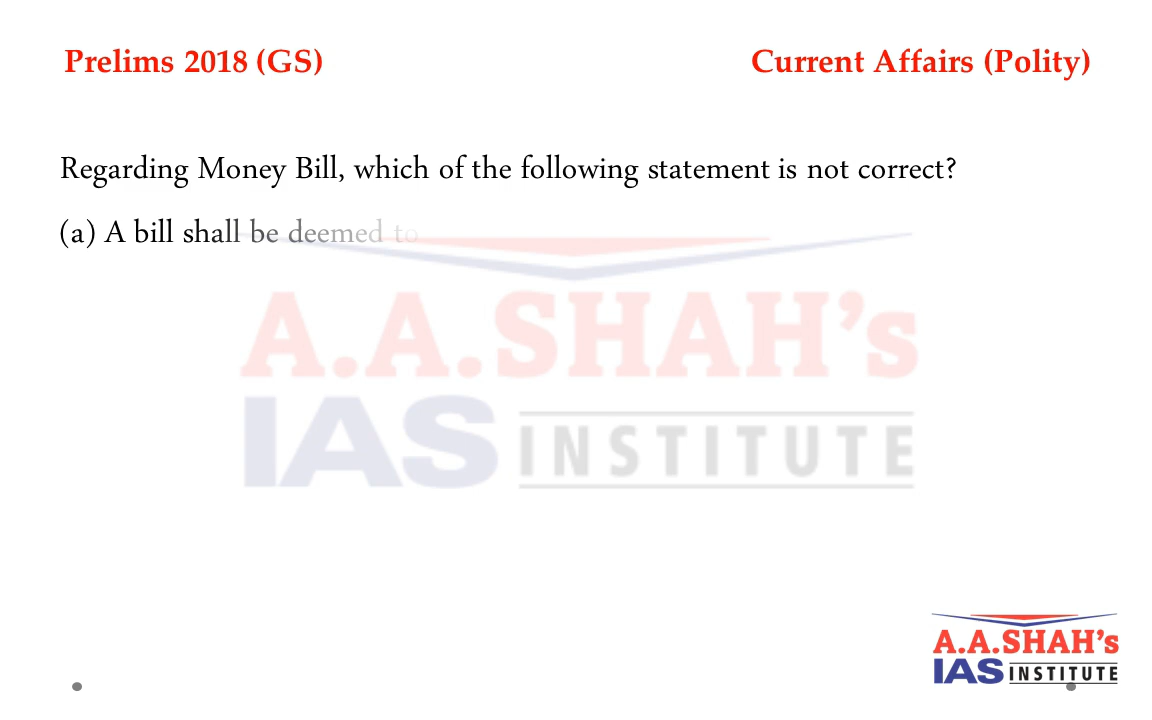 Prelims 2018 (GS)
Current Affairs (Polity)
Regarding Money Bill, which of the following statement is not correct?
(a) A bill shall be deemed to
A.A.SHAH's
IAS INSTITUTE
A.A.SHAH's
IAS INSTITUTE